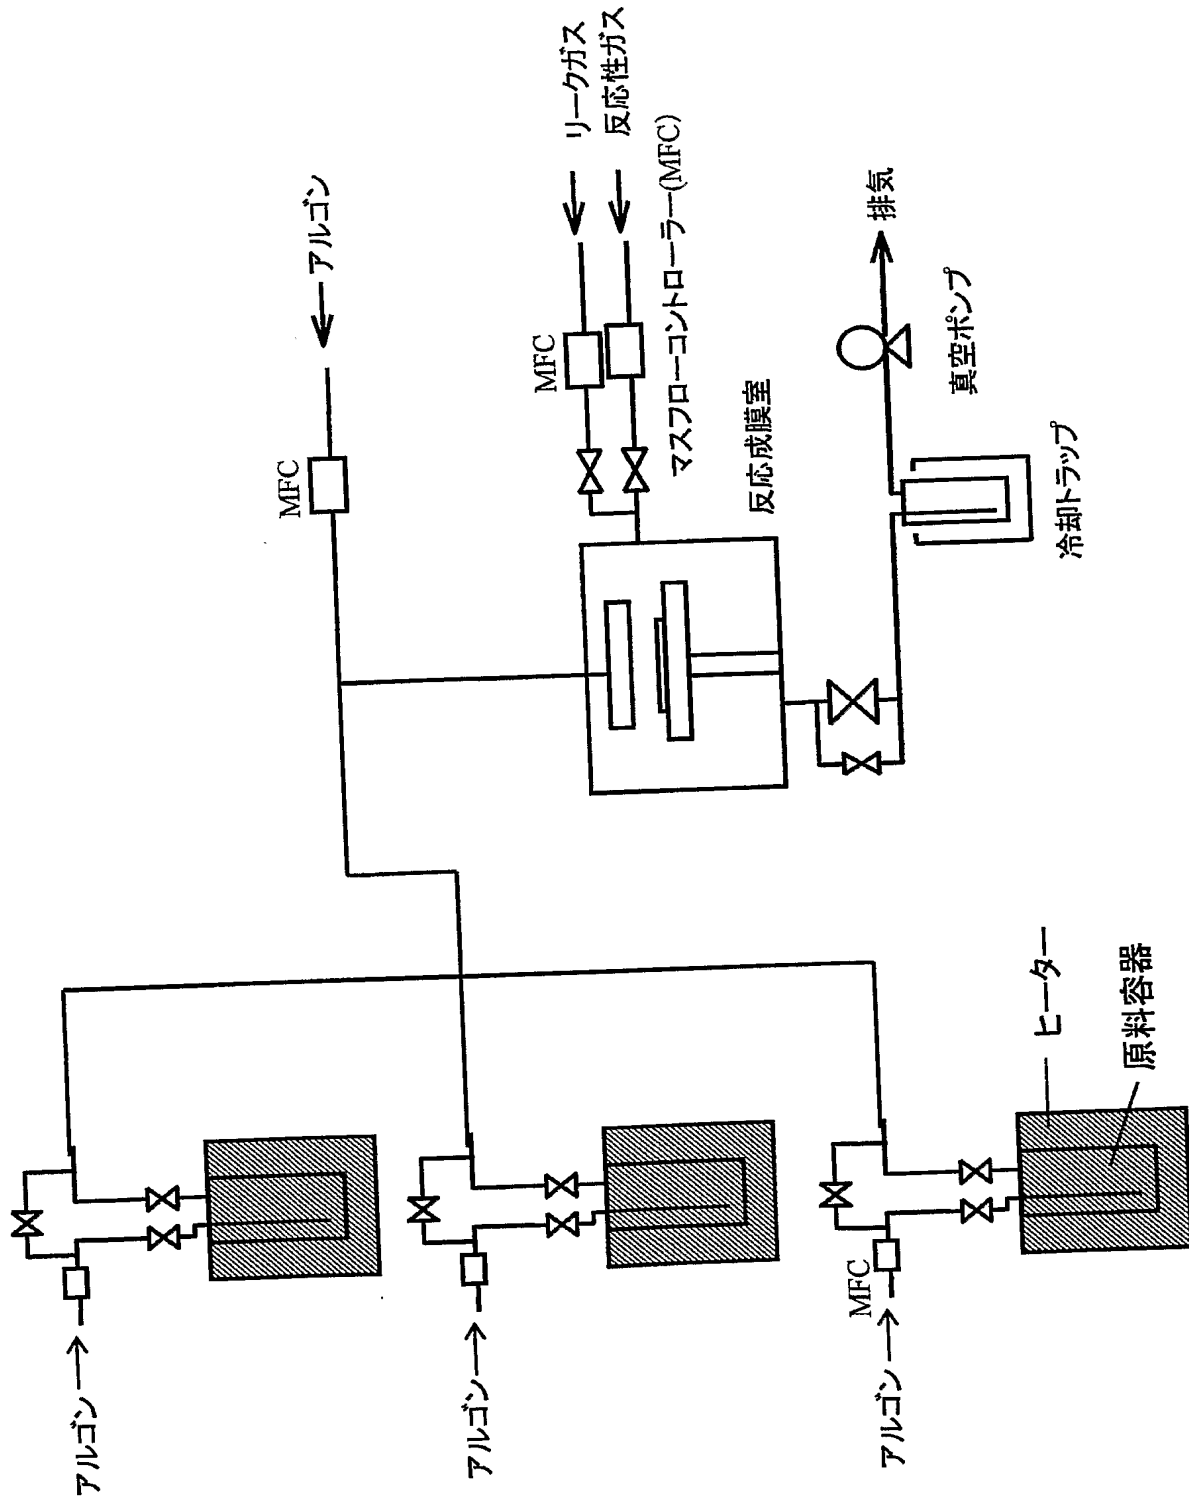 アルゴン
MFC
リークガス
反応性ガス
MFC
マスフローコントローラー(MFC)
反応成膜室
排気
真空ポンプ
冷却トラップ
アルゴン
アルゴン
アルゴン
MFC
ヒーター
原料容器